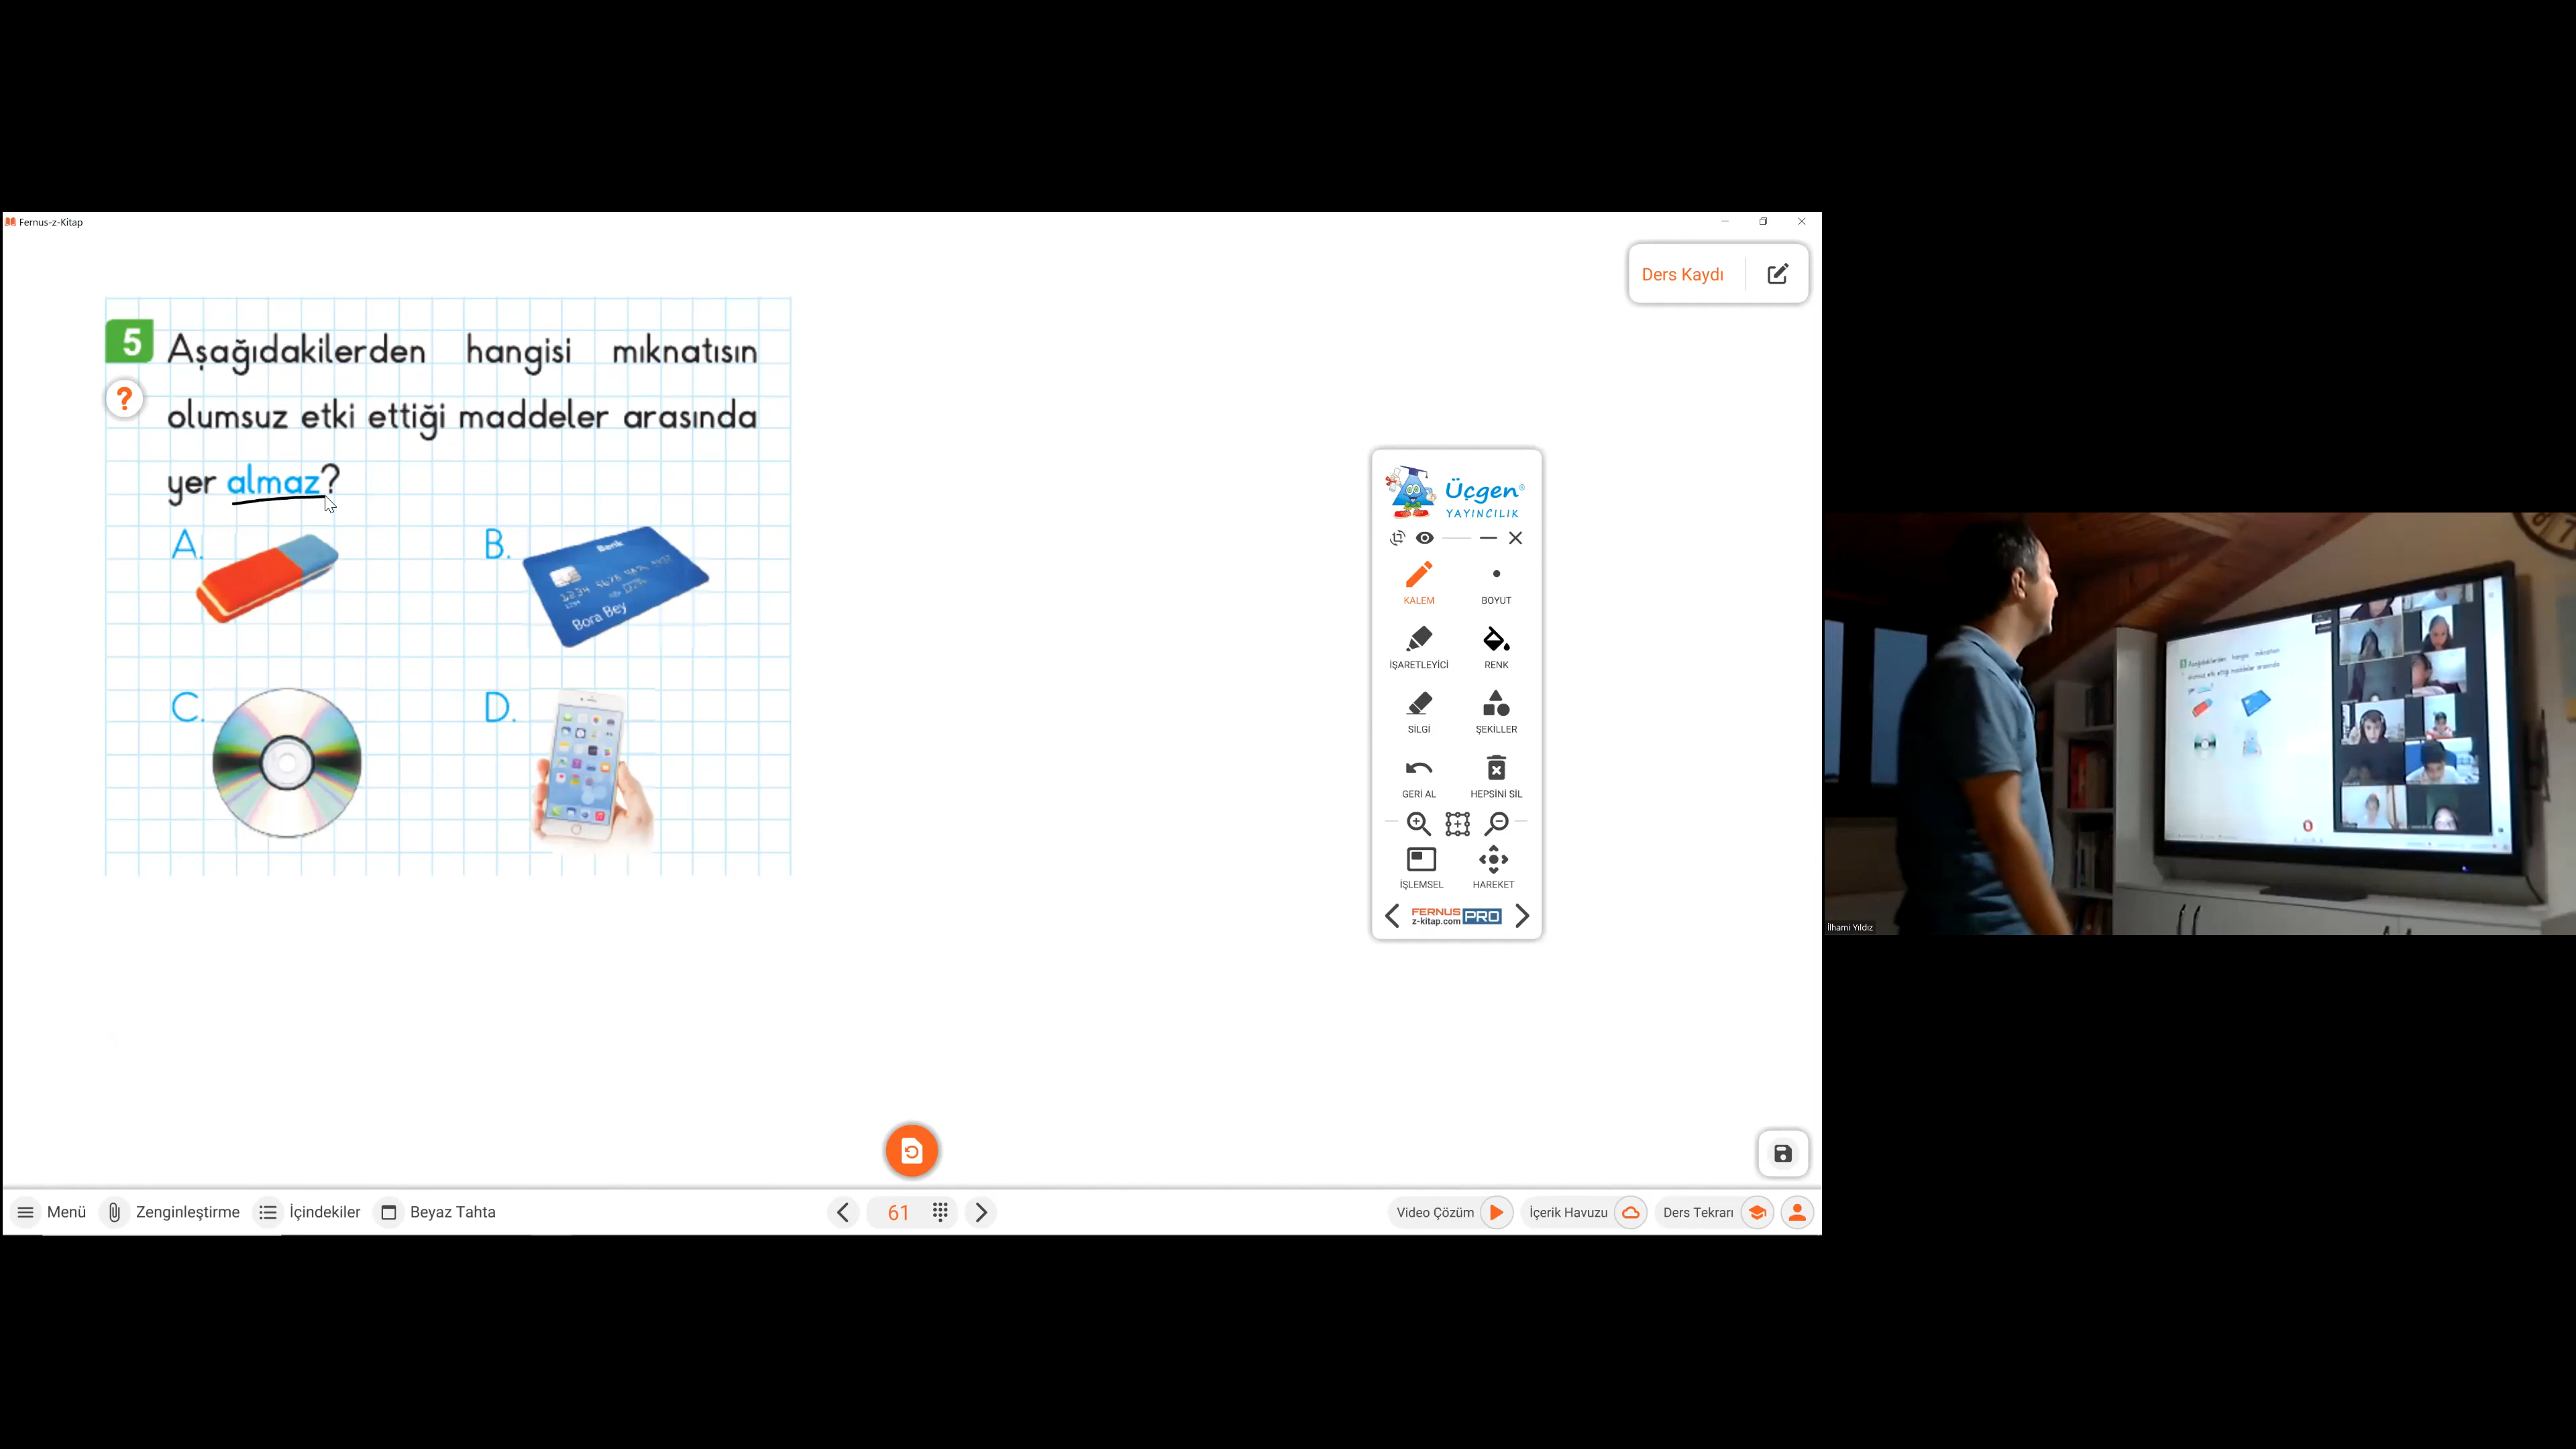 Fernus-z-Kitap
Ders Kaydı
5 Aşağıdakilerden hangisi mıknatısın
? olumsuz etki ettiği maddeler arasında
yer almaz?
A.
B.
Bank
Bora Bey
C.
D.
Üçgen
YAYINCILIK
KALEM
BOYUT
İŞARETLEYİCİ
RENK
SİLGİ
ŞEKİLLER
GERİ AL
HEPSİNİ SİL
İŞLEMSEL
HAREKET
FERNUS
z-kitap.com
PRO
İlhami Yıldız
Menü
Zenginleştirme
İçindekiler
Beyaz Tahta
61
Video Çözüm
İçerik Havuzu
Ders Tekrarı